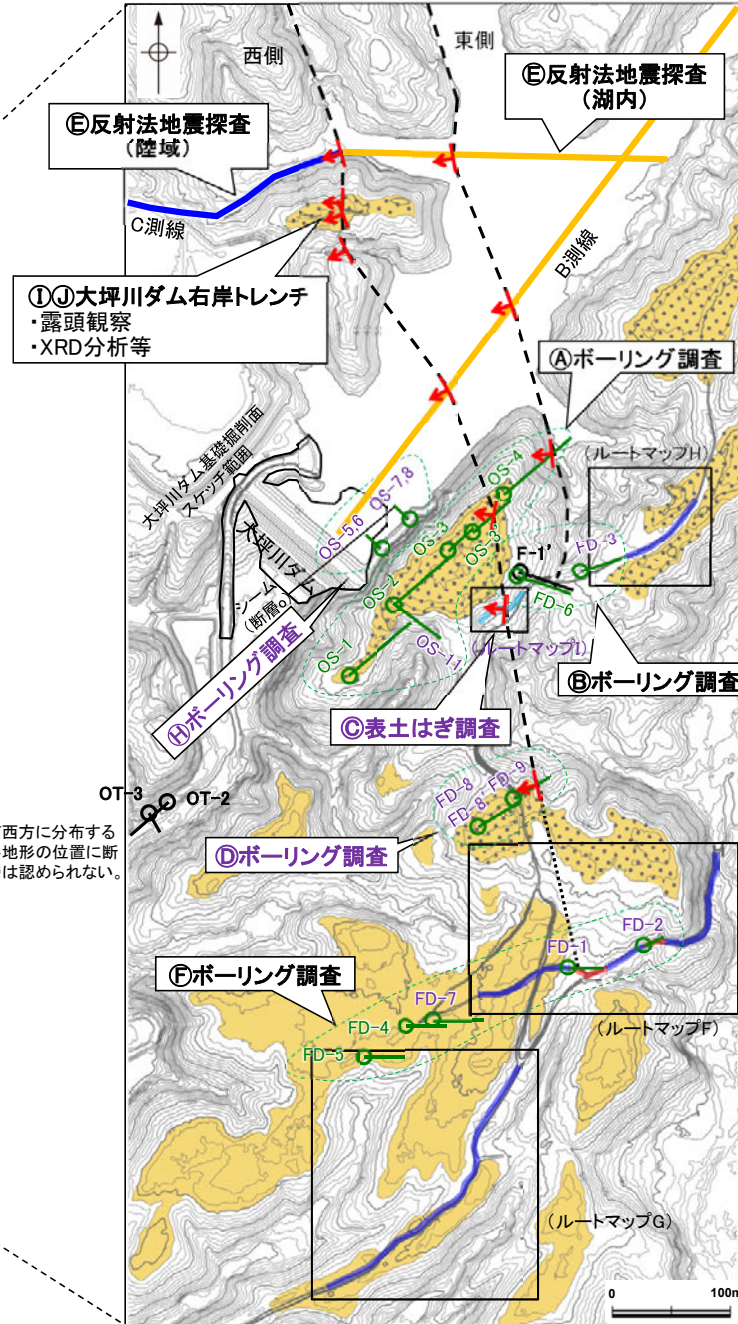 西側
東側
Ⓔ反射法地震探査
(湖内)
Ⓔ反射法地震探査
(陸域)
C測線
B測線
ⒾⒿ大坪川ダム右岸トレンチ
・露頭観察
・XRD分析等
Ⓐボーリング調査
(ルートマップH)
大坪川ダム基礎掘削面
スケッチ範囲
大坪川ダム
シーム
(断層o)
OS-5,6
OS-7,8
OS-4
OS-3
OS-3'
OS-2
OS-1
OS-11
F-1'
FD-3
FD-6
(ルートマップI)
Ⓗボーリング調査
Ⓑボーリング調査
Ⓒ表土はぎ調査
OT-3
OT-2
FD-8
FD-8'
FD-9
西方に分布する
地形の位置に断
は認められない。
Ⓓボーリング調査
FD-2
FD-1
Ⓕボーリング調査
FD-7
FD-4
FD-5
(ルートマップF)
(ルートマップG)
0
100m